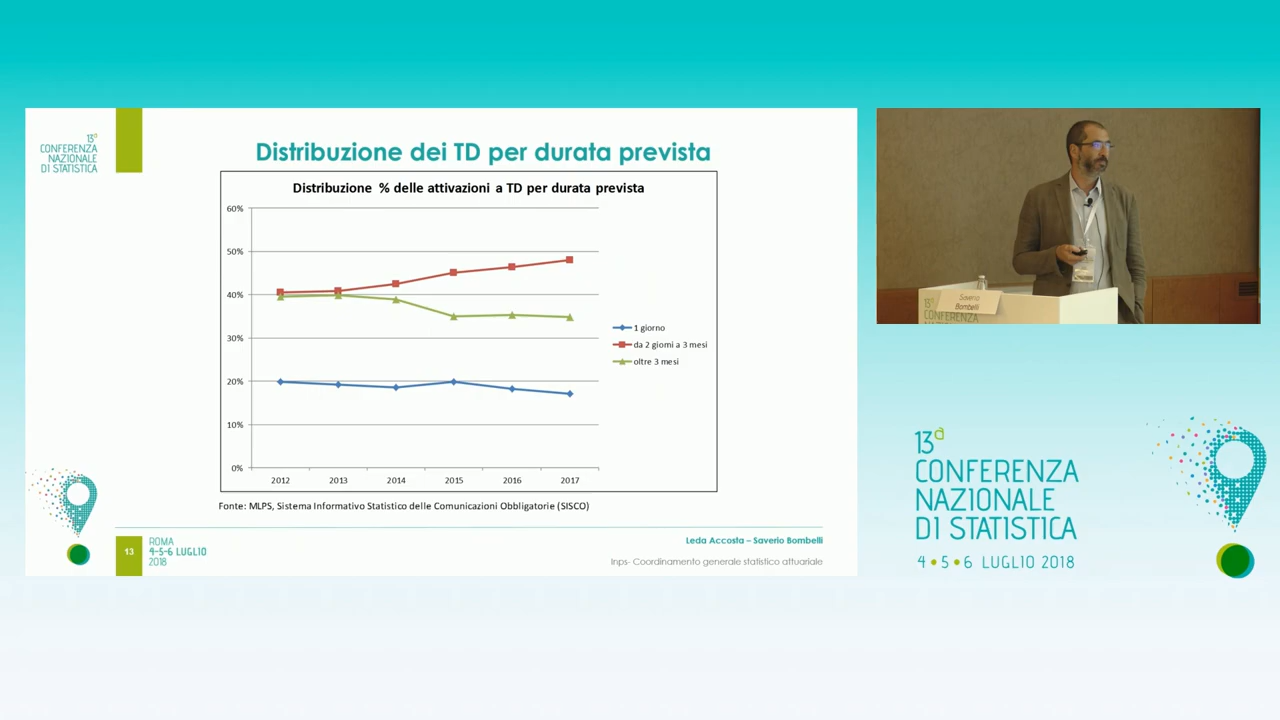 13a
CONFERENZA
NAZIONALE
DI STATISTICA
Distribuzione dei TD per durata prevista
Distribuzione % delle attivazioni a TD per durata prevista
60%
50%
40%
30%
20%
10%
0%
2012 2013 2014 2015 2016 2017
1 giorno
da 2 giorni a 3 mesi
oltre 3 mesi
Fonte: MLPS, Sistema Informativo Statistico delle Comunicazioni Obbligatorie (SISCO)
13
ROMA
4-5-6 LUGLIO
2018
Leda Accosta – Saverio Bombelli
Inps- Coordinamento generale statistico attuariale
Saverio
Bombelli
13a
CONFERENZA
13à
CONFERENZA
NAZIONALE
DI STATISTICA
4 • 5 • 6 LUGLIO 2018